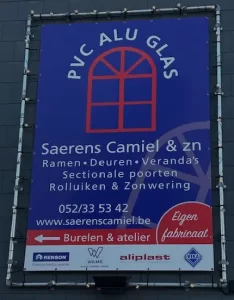 PVC ALU GLAS
Saerens Camiel & zn
Ramen • Deuren • Veranda's
Sectionale poorten
Rolluiken & Zonwering
052/33 53 42
www.saerenscamiel.be
Eigen
fabricaat
Burelen & atelier
RENSON
WILMS
aliplast